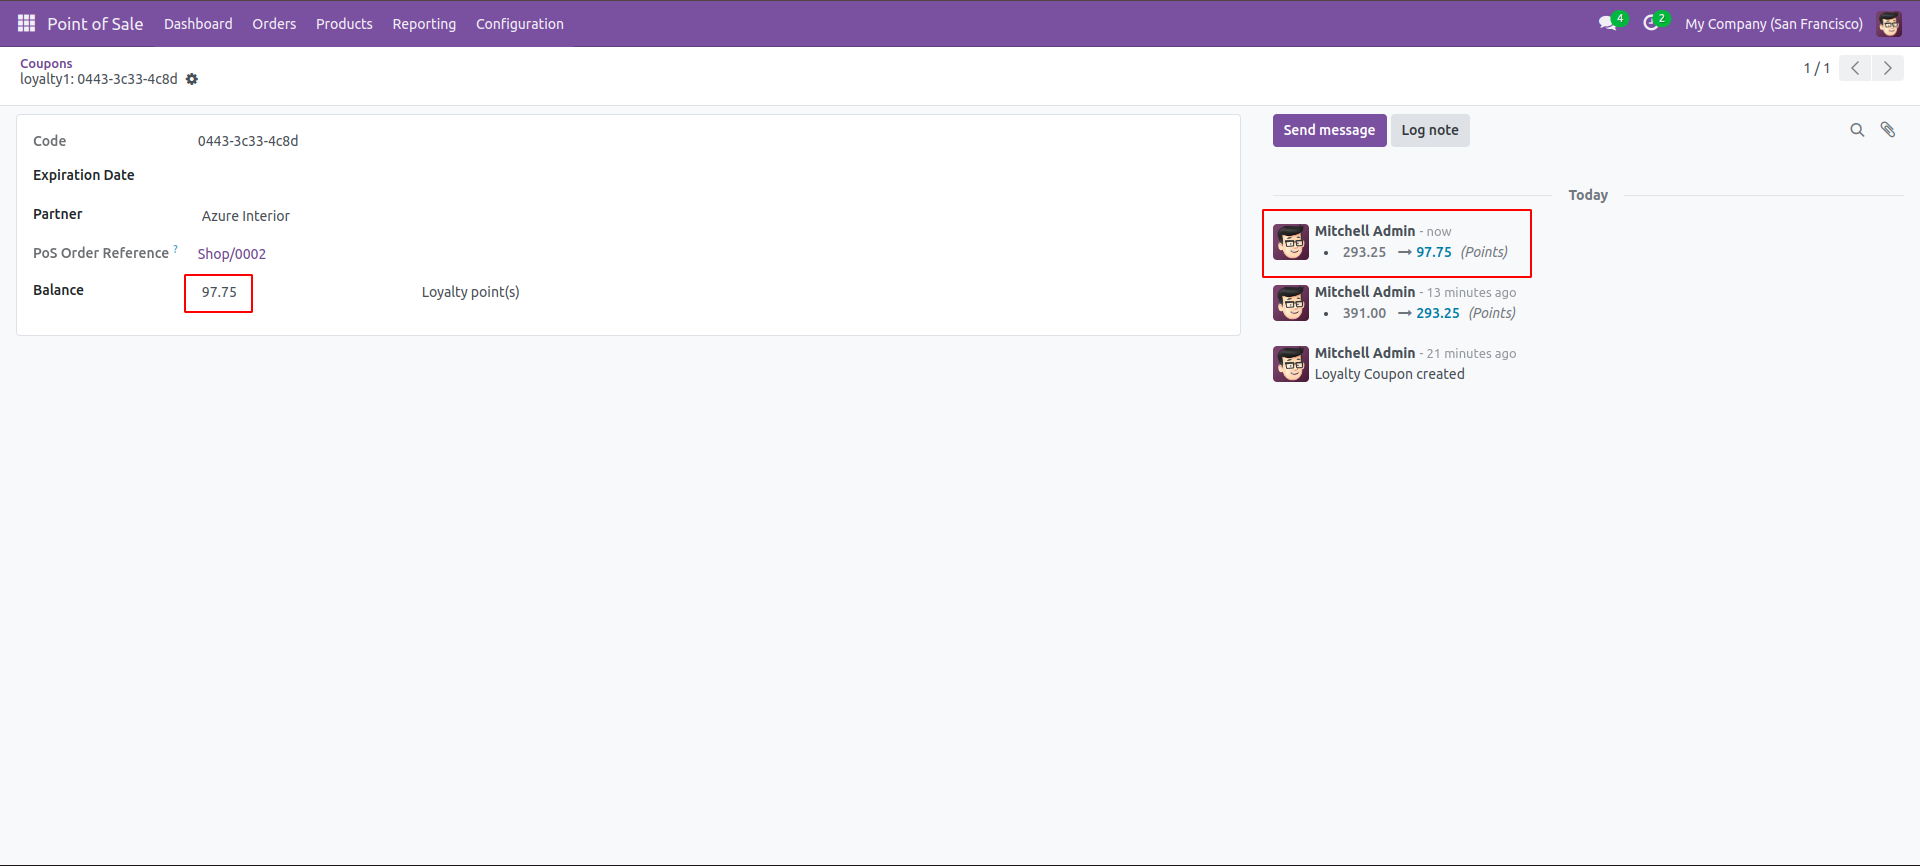 Point of Sale Dashboard Orders Products Reporting Configuration 4 2 My Company (San Francisco)
Coupons
loyalty1: 0443-3c33-4c8d
1 / 1
Code 0443-3c33-4c8d
Expiration Date
Partner Azure Interior
PoS Order Reference ? Shop/0002
Balance 97.75 Loyalty point(s)
Send message Log note
Today
Mitchell Admin - now
• 293.25 → 97.75 (Points)
Mitchell Admin - 13 minutes ago
• 391.00 → 293.25 (Points)
Mitchell Admin - 21 minutes ago
Loyalty Coupon created